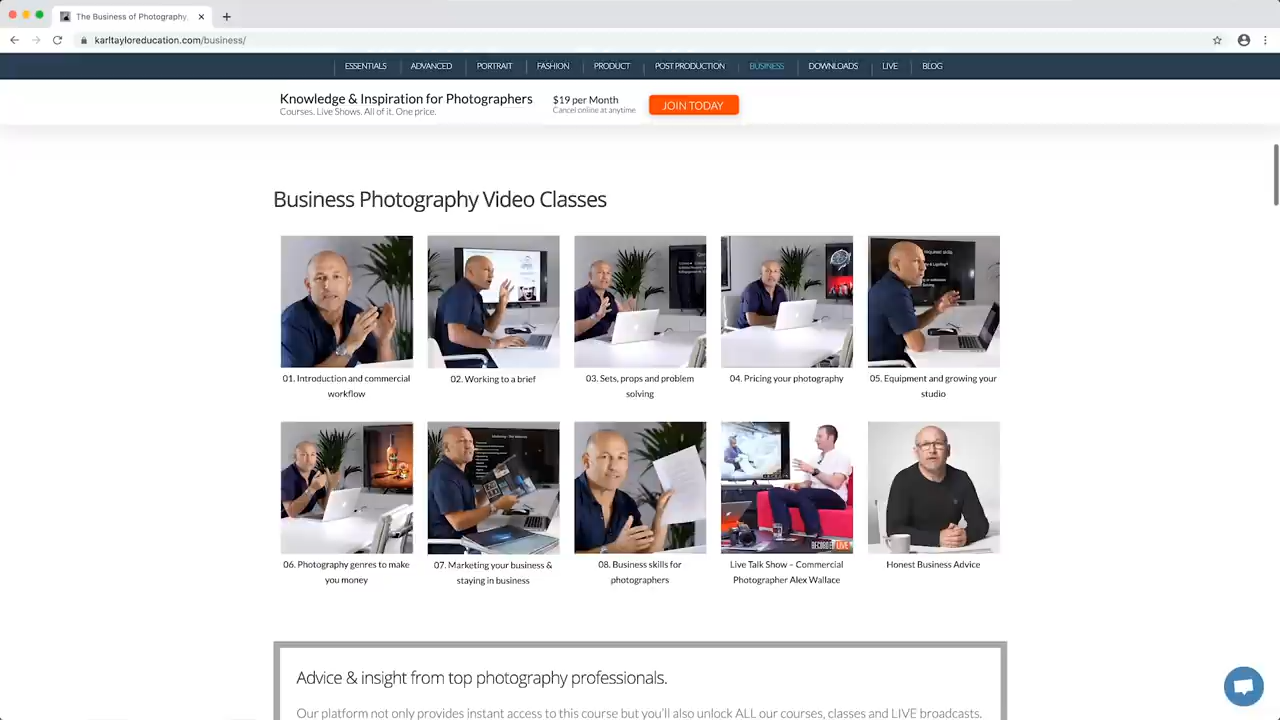 The Business of Photography
karltayloreducation.com/business/
ESSENTIALS ADVANCED PORTRAIT FASHION PRODUCT POST PRODUCTION BUSINESS DOWNLOADS LIVE BLOG
Knowledge & Inspiration for Photographers
Courses. Live Shows. All of it. One price.
$19 per Month
Cancel online at anytime
JOIN TODAY
Business Photography Video Classes
01. Introduction and commercial
workflow
02. Working to a brief
03. Sets, props and problem
solving
04. Pricing your photography
05. Equipment and growing your
studio
06. Photography genres to make
you money
07. Marketing your business &
staying in business
08. Business skills for
photographers
Live Talk Show – Commercial
Photographer Alex Wallace
Honest Business Advice
Advice & insight from top photography professionals.
Our platform not only provides instant access to this course but you'll also unlock ALL our courses, classes and LIVE broadcasts.